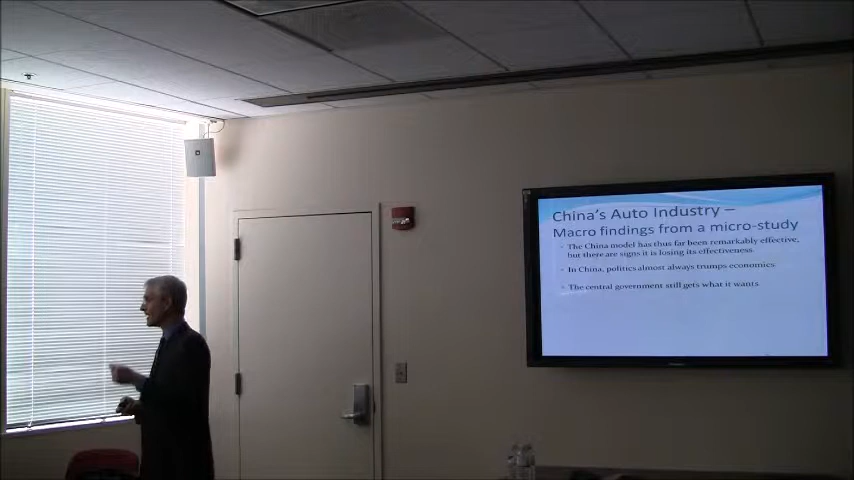 China's Auto Industry –
Macro findings from a micro-study
The China model has thus far been remarkably effective,
but there are signs it is losing its effectiveness
In China, politics almost always trumps economics
The central government still gets what it wants